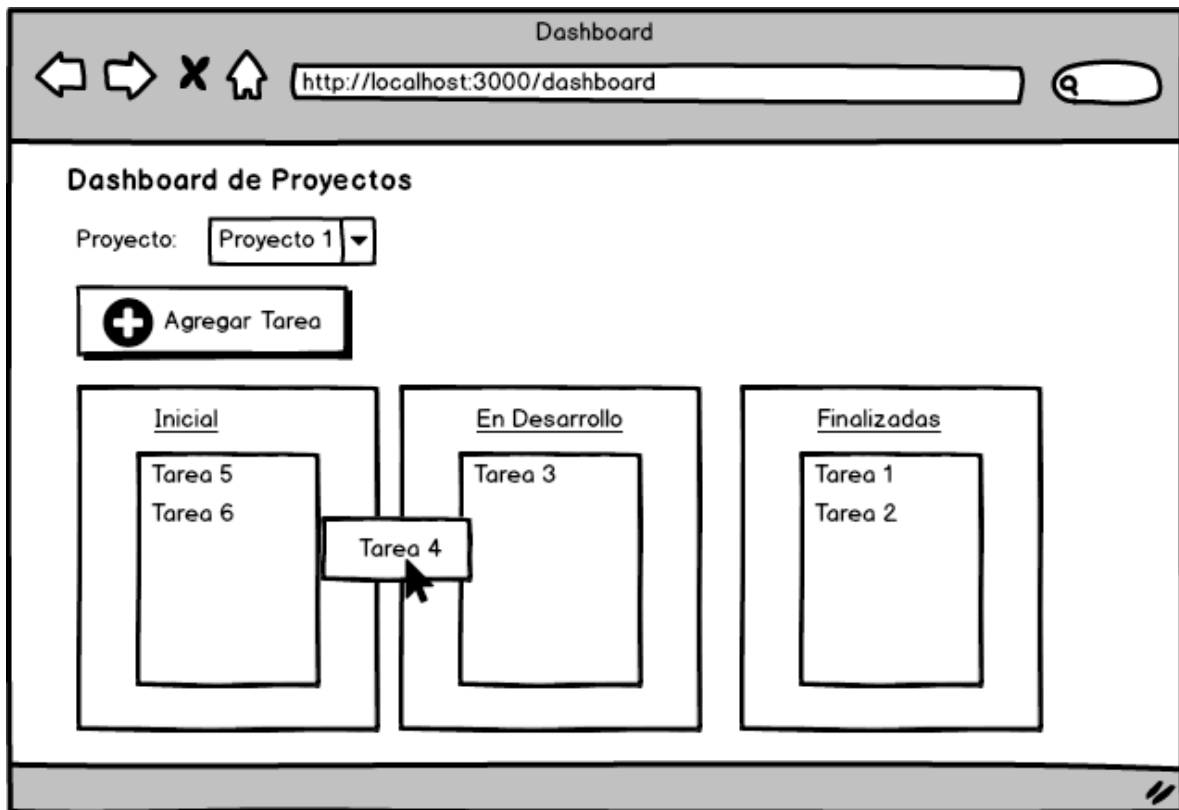 Dashboard
http://localhost:3000/dashboard
Dashboard de Proyectos
Proyecto: Proyecto 1
Agregar Tarea
Inicial
Tarea 5
Tarea 6
Tarea 4
En Desarrollo
Tarea 3
Finalizadas
Tarea 1
Tarea 2